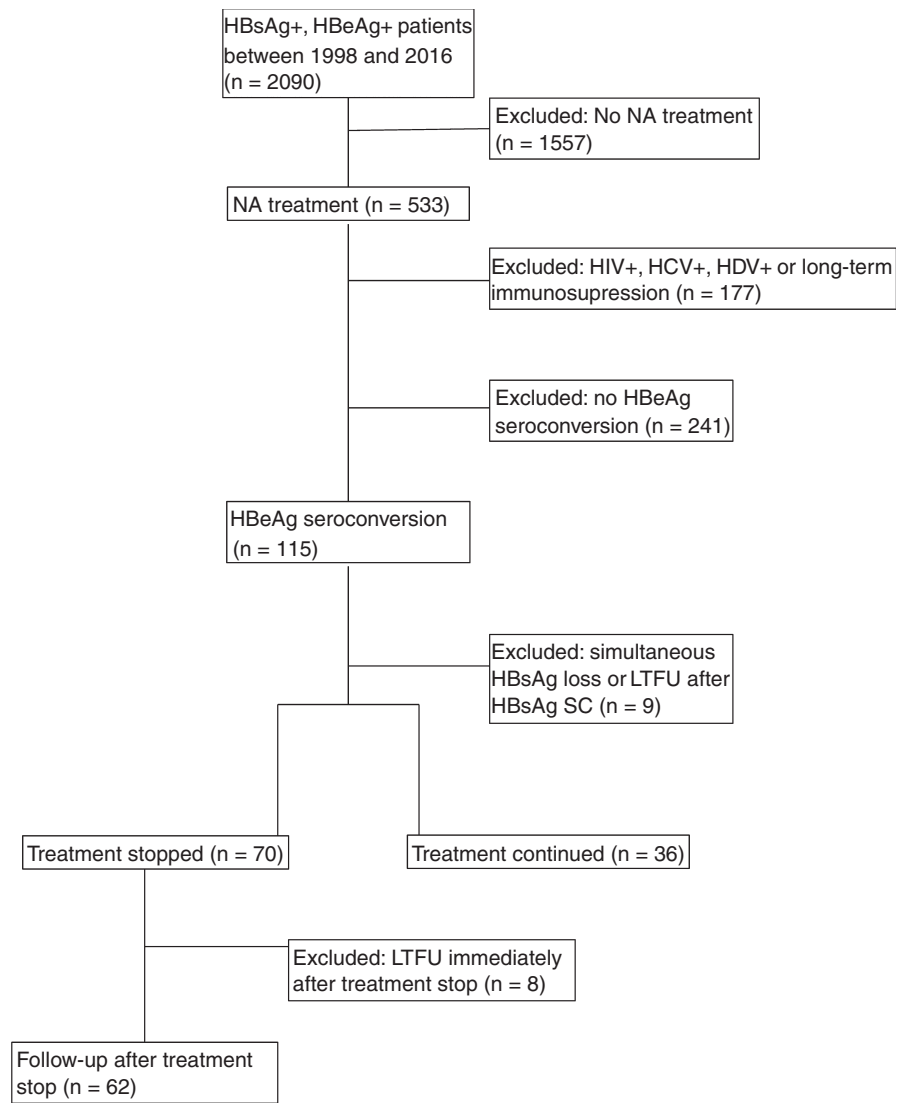 HBsAg+, HBeAg+ patients
between 1998 and 2016
(n = 2090)
Excluded: No NA treatment
(n = 1557)
NA treatment (n = 533)
Excluded: HIV+, HCV+, HDV+ or long-term
immunosupression (n = 177)
Excluded: no HBeAg
seroconversion (n = 241)
HBeAg seroconversion
(n = 115)
Excluded: simultaneous
HBsAg loss or LTFU after
HBsAg SC (n = 9)
Treatment stopped (n = 70)
Treatment continued (n = 36)
Excluded: LTFU immediately
after treatment stop (n = 8)
Follow-up after treatment
stop (n = 62)